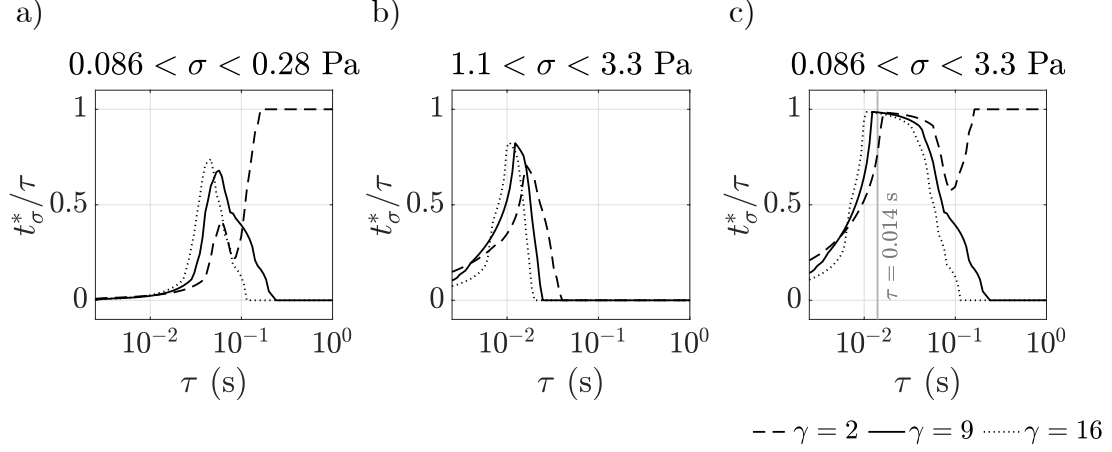 a)
0.086 < σ < 0.28 Pa
1
0.5
0
t*σ/τ
10⁻² 10⁻¹ 10⁰
τ (s)
b)
1.1 < σ < 3.3 Pa
1
0.5
0
t*σ/τ
10⁻² 10⁻¹ 10⁰
τ (s)
c)
0.086 < σ < 3.3 Pa
1
0.5
0
t*σ/τ
τ = 0.014 s
10⁻² 10⁻¹ 10⁰
τ (s)
γ = 2 γ = 9 γ = 16